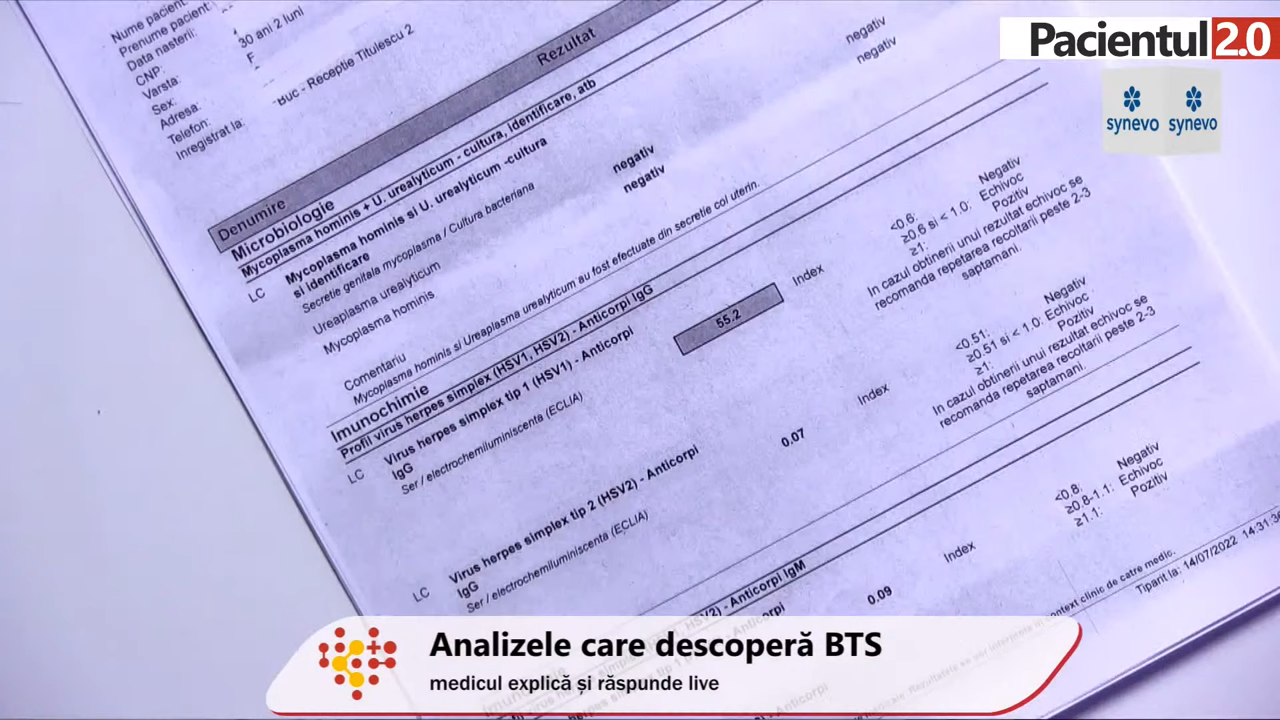 Nume pacient:
Prenume pacient:
Data nasterii:
CNP:
Varsta: 30 ani 2 luni
Sex: F
Adresa:
Telefon:
Inregistrat la: Buc - Receptie Titulescu 2
Denumire Rezultat
Microbiologie
Mycoplasma hominis + U. urealyticum - cultura, identificare, atb
LC Mycoplasma hominis si U. urealyticum -cultura
si identificare
Secretie genitala mycoplasma / Cultura bacteriana
Ureaplasma urealyticum negativ negativ
Mycoplasma hominis negativ negativ
Comentariu
Mycoplasma hominis si Ureaplasma urealyticum au fost efectuate din secretie col uterin.
Imunochimie
Profil virus herpes simplex (HSV1, HSV2) - Anticorpi IgG
LC Virus herpes simplex tip 1 (HSV1) - Anticorpi
IgG
Ser / electrochemiluminiscenta (ECLIA)
55.2 Index
<0.6: Negativ
≥0.6 si < 1.0: Echivoc
≥1: Pozitiv
In cazul obtinerii unui rezultat echivoc se
recomanda repetarea recoltarii peste 2-3
saptamani.
LC Virus herpes simplex tip 2 (HSV2) - Anticorpi
IgG
Ser / electrochemiluminiscenta (ECLIA)
0.07 Index
<0.51: Negativ
≥0.51 si < 1.0: Echivoc
≥1: Pozitiv
In cazul obtinerii unui rezultat echivoc se
recomanda repetarea recoltarii peste 2-3
saptamani.
HSV2) - Anticorpi IgM
0.09 Index
<0.8: Negativ
≥0.8-1.1: Echivoc
≥1.1: Pozitiv
context clinic de catre medic.
Tiparit la: 14/07/2022 14:31:3
Pacientul 2.0
synevo synevo
Analizele care descoperă BTS
medicul explică și răspunde live